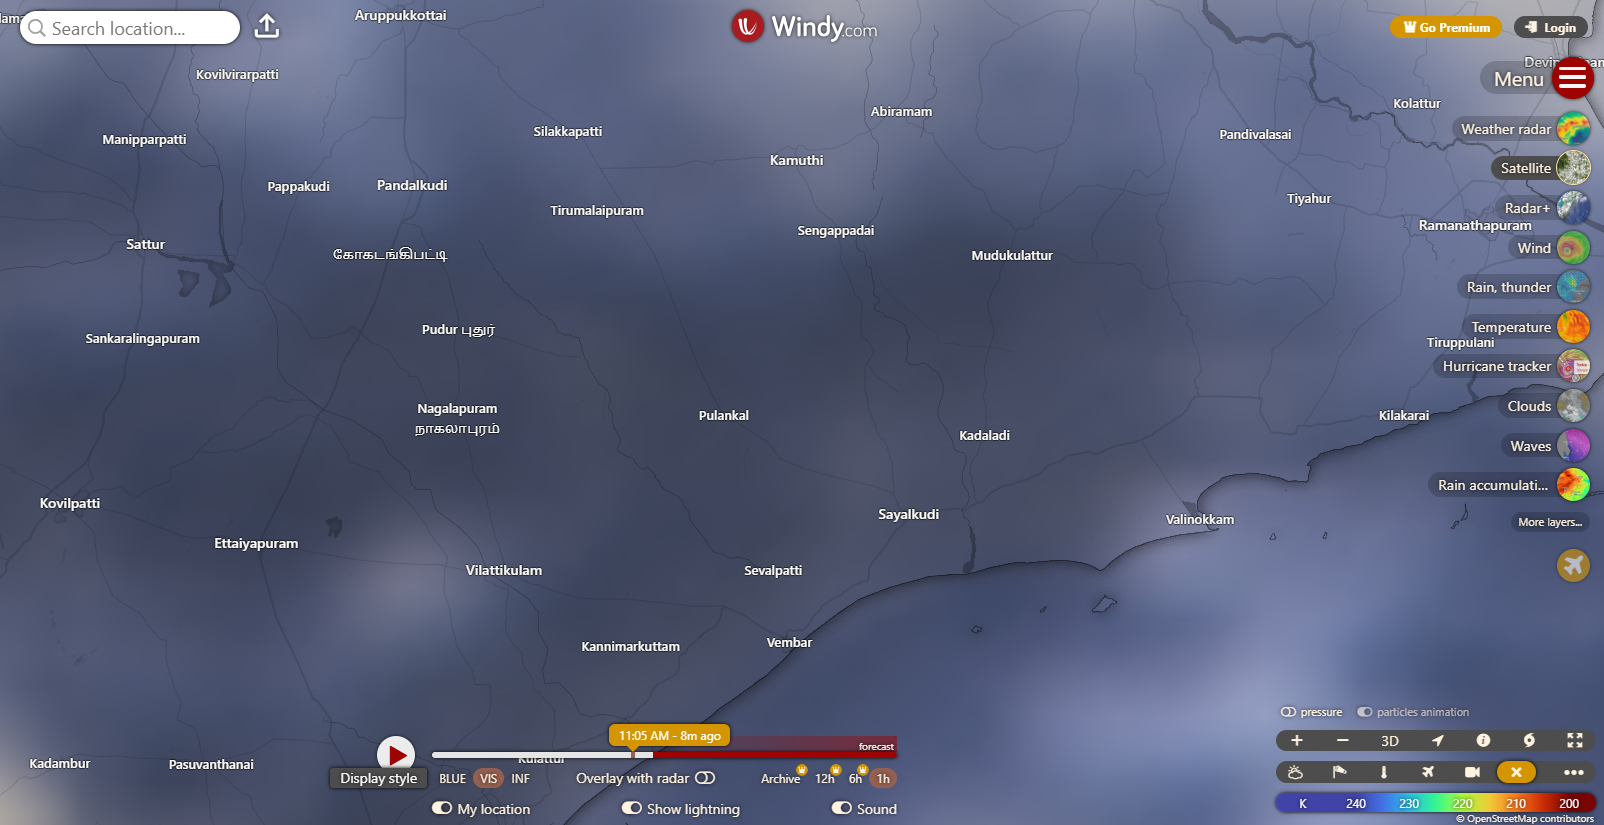 Aruppukkottai
Search location...
Windy.com
Go Premium
Login
Kovilvirarpatti
Menu
Abiramam
Kolattur
Manipparpatti
Silakkapatti
Pandivalasai
Weather radar
Kamuthi
Satellite
Pappakudi
Pandalkudi
Tirumalaipuram
Tiyahur
Radar+
Sengappadai
Ramanathapuram
Sattur
கோகடங்கிபட்டி
Mudukulattur
Wind
Rain, thunder
Sankaralingapuram
Pudur புதுர்
Temperature
Tiruppulani
Hurricane tracker
Nagalapuram
நாகலாபுரம்
Pulankal
Clouds
Kilakarai
Kadaladi
Waves
Kovilpatti
Rain accumulati...
Sayalkudi
Valinokkam
More layers...
Ettaiyapuram
Vilattikulam
Sevalpatti
Kannimarkuttam
Vembar
pressure
particles animation
11:05 AM - 8m ago
forecast
3D
Kadambur
Pasuvanthanai
Display style
BLUE
VIS
INF
Overlay with radar
Archive
12h
6h
1h
My location
Show lightning
Sound
K 240 230 220 210 200
© OpenStreetMap contributors